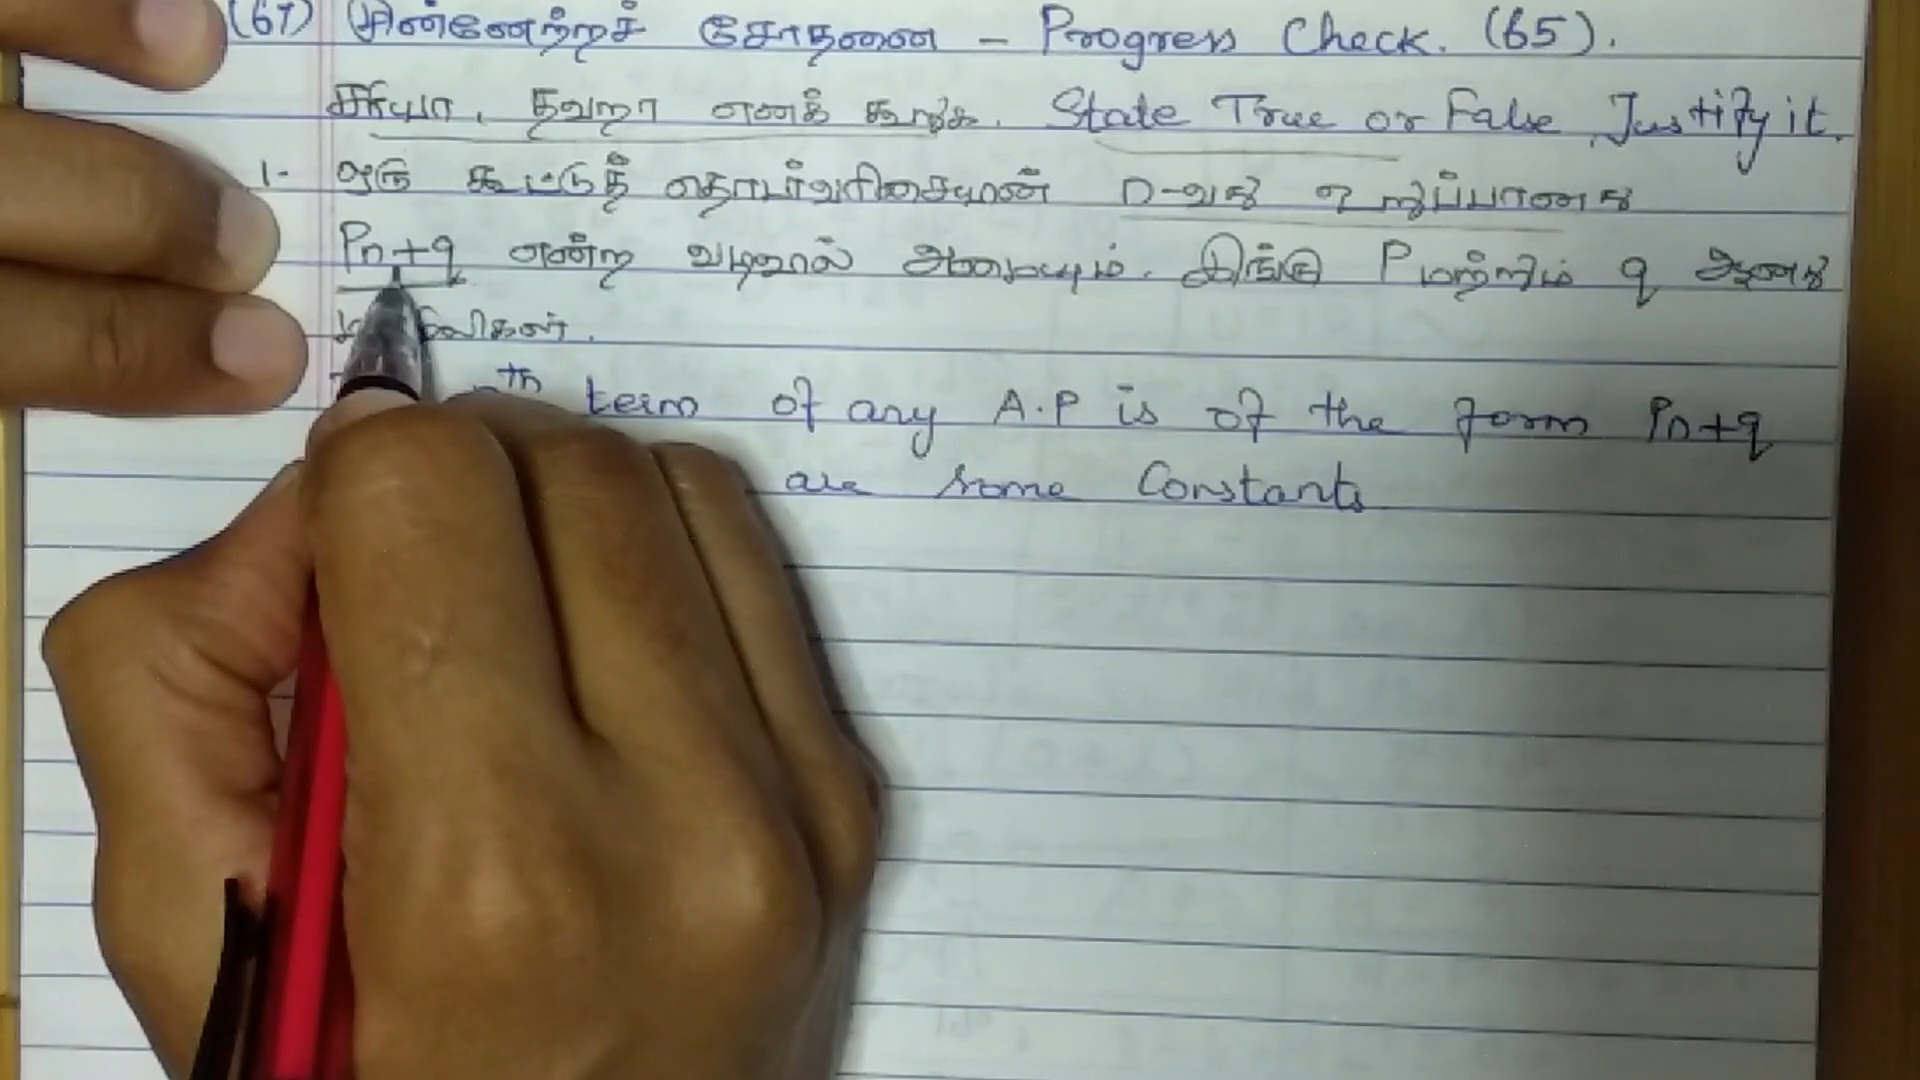 (67) முன்னேற்றச் சோதனை - Progress Check. (65).
சரியா, தவறா எனக் கூறுக. State True or False, Justify it.
1. ஒரு கூட்டுத் தொடர்வரிசையின் n-வது உறுப்பானது
Pn+q என்ற வடிவில் அமையும். இங்கு P மற்றும் q ஆனது
nth term of any A.P is of the form Pn+q
are some Constants